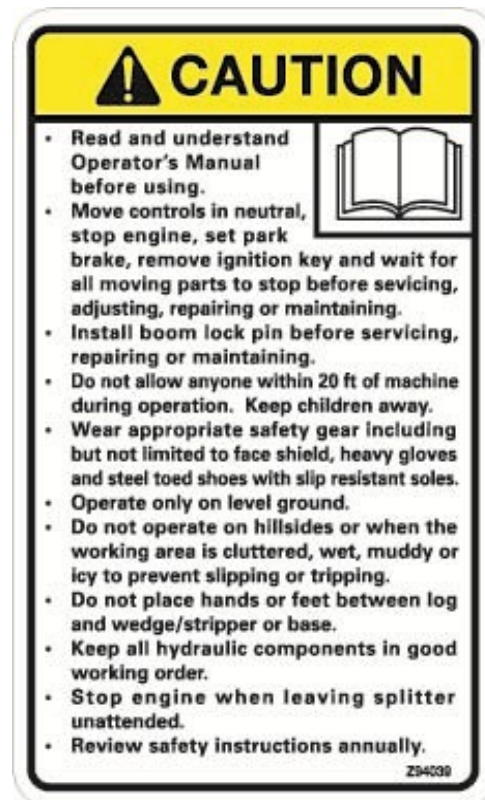 CAUTION
• Read and understand
Operator's Manual
before using.
• Move controls in neutral,
stop engine, set park
brake, remove ignition key and wait for
all moving parts to stop before sevicing,
adjusting, repairing or maintaining.
• Install boom lock pin before servicing,
repairing or maintaining.
• Do not allow anyone within 20 ft of machine
during operation. Keep children away.
• Wear appropriate safety gear including
but not limited to face shield, heavy gloves
and steel toed shoes with slip resistant soles.
• Operate only on level ground.
• Do not operate on hillsides or when the
working area is cluttered, wet, muddy or
icy to prevent slipping or tripping.
• Do not place hands or feet between log
and wedge/stripper or base.
• Keep all hydraulic components in good
working order.
• Stop engine when leaving splitter
unattended.
• Review safety instructions annually.
Z94039